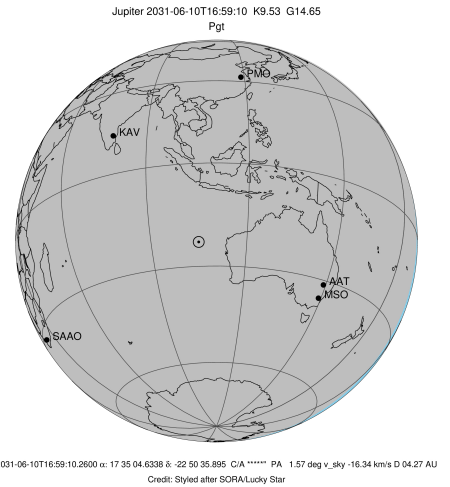 Jupiter 2031-06-10T16:59:10 K9.53 G14.65
Pgt
PMO
KAV
AAT
MSO
SAAO
031-06-10T16:59:10.2600 α: 17 35 04.6338 δ: -22 50 35.895 C/A *****" PA 1.57 deg v_sky -16.34 km/s D 04.27 AU
Credit: Styled after SORA/Lucky Star